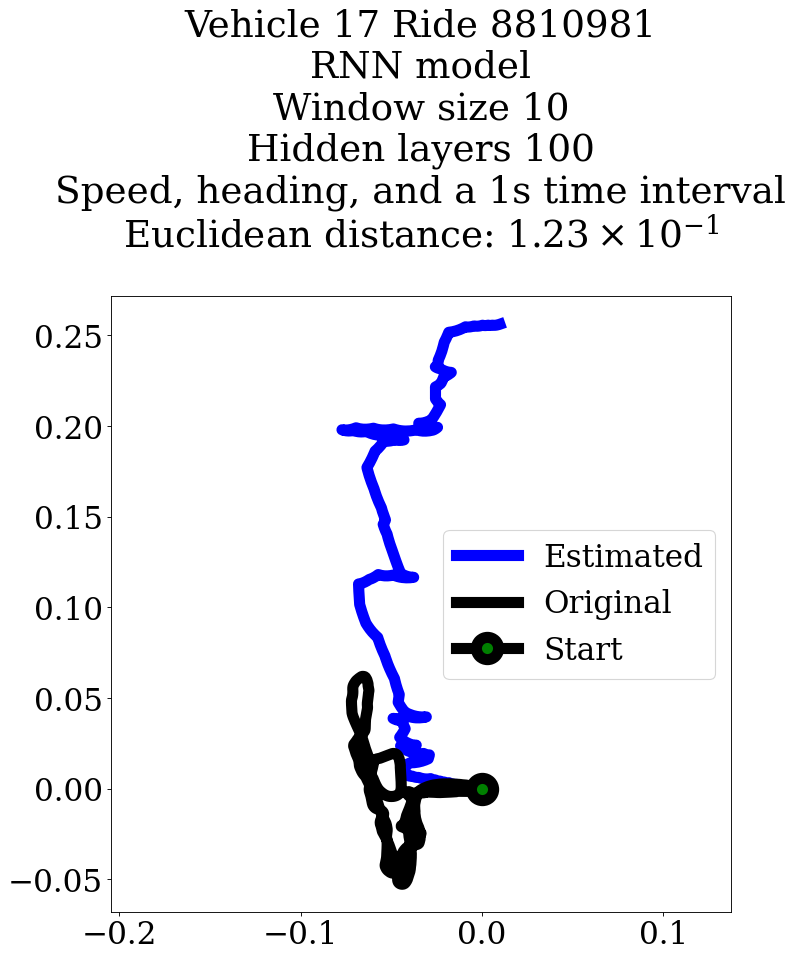 Vehicle 17 Ride 8810981
RNN model
Window size 10
Hidden layers 100
Speed, heading, and a 1s time interval
Euclidean distance: 1.23 × 10⁻¹
0.25
0.20
0.15
0.10
0.05
0.00
−0.05
Estimated
Original
Start
−0.2 −0.1 0.0 0.1